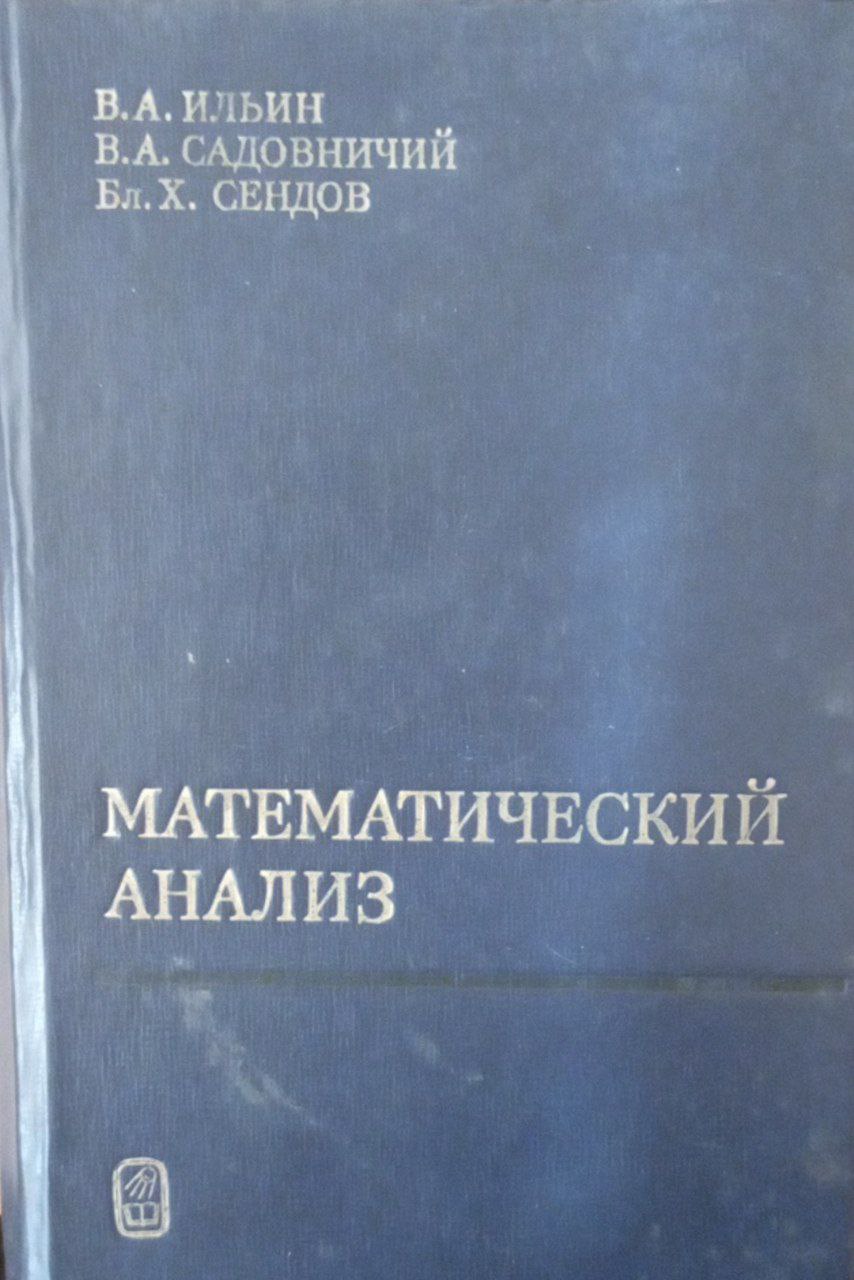 В.А. ИЛЬИН
В.А. САДОВНИЧИЙ
Бл. Х. СЕНДОВ
МАТЕМАТИЧЕСКИЙ
АНАЛИЗ